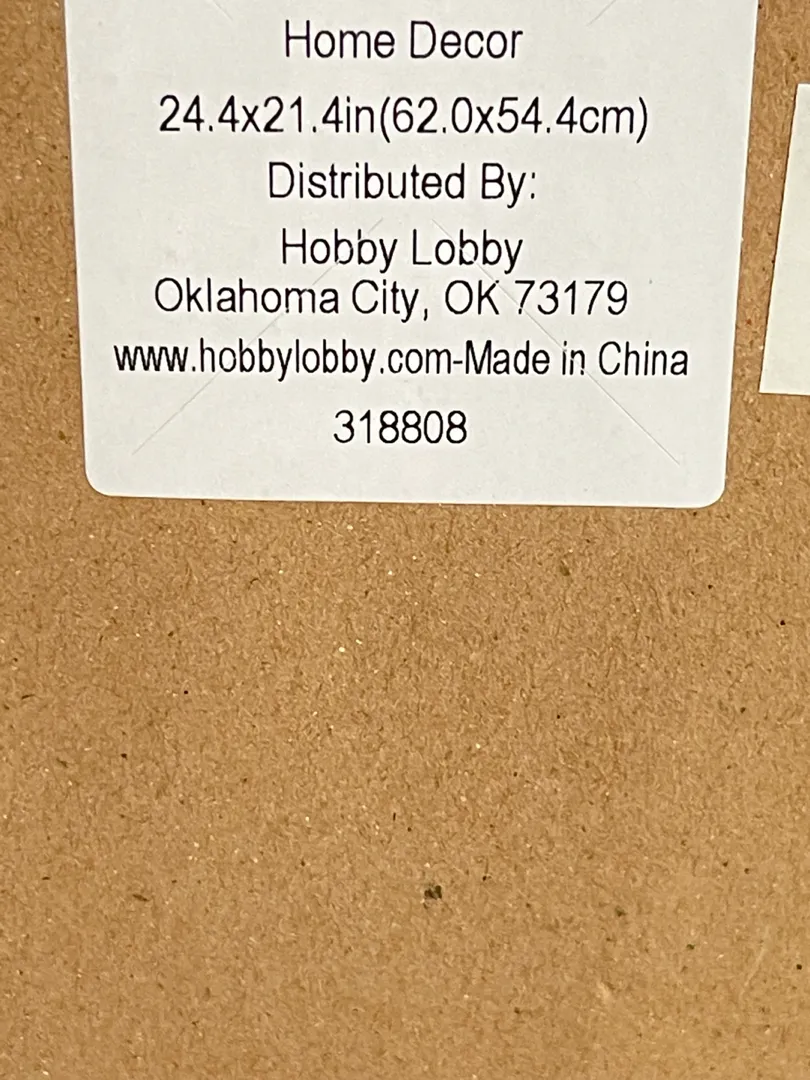 Home Decor
24.4x21.4in(62.0x54.4cm)
Distributed By:
Hobby Lobby
Oklahoma City, OK 73179
www.hobbylobby.com-Made in China
318808